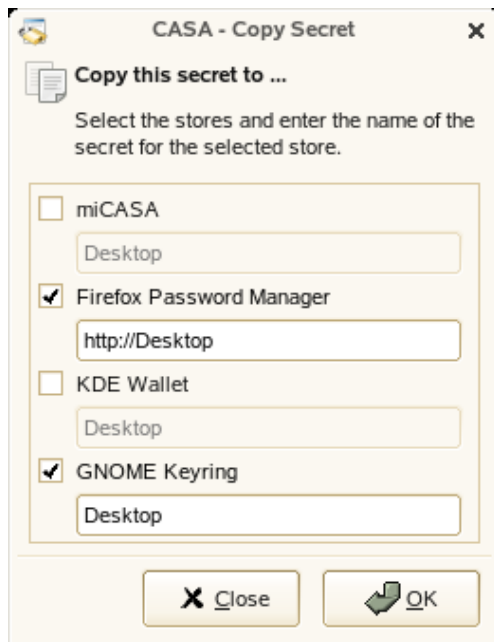 CASA - Copy Secret
Copy this secret to ...
Select the stores and enter the name of the
secret for the selected store.
miCASA
Desktop
Firefox Password Manager
http://Desktop
KDE Wallet
Desktop
GNOME Keyring
Desktop
Close
OK